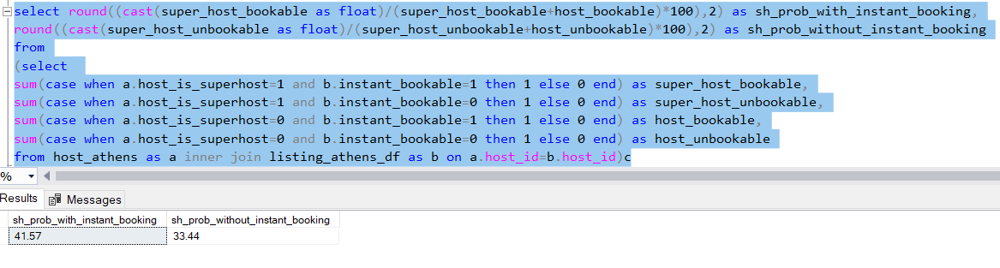 select round((cast(super_host_bookable as float)/(super_host_bookable+host_bookable)*100),2) as sh_prob_with_instant_booking,
round((cast(super_host_unbookable as float)/(super_host_unbookable+host_unbookable)*100),2) as sh_prob_without_instant_booking
from
(select
sum(case when a.host_is_superhost=1 and b.instant_bookable=1 then 1 else 0 end) as super_host_bookable,
sum(case when a.host_is_superhost=1 and b.instant_bookable=0 then 1 else 0 end) as super_host_unbookable,
sum(case when a.host_is_superhost=0 and b.instant_bookable=1 then 1 else 0 end) as host_bookable,
sum(case when a.host_is_superhost=0 and b.instant_bookable=0 then 1 else 0 end) as host_unbookable
from host_athens as a inner join listing_athens_df as b on a.host_id=b.host_id)c
%
Results Messages
sh_prob_with_instant_booking sh_prob_without_instant_booking
41.57 33.44